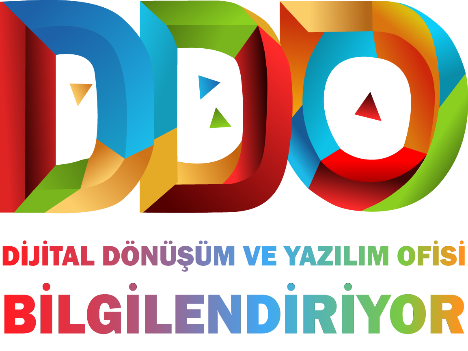 DDO
DİJİTAL DÖNÜŞÜM VE YAZILIM OFİSİ
BİLGİLENDİRİYOR